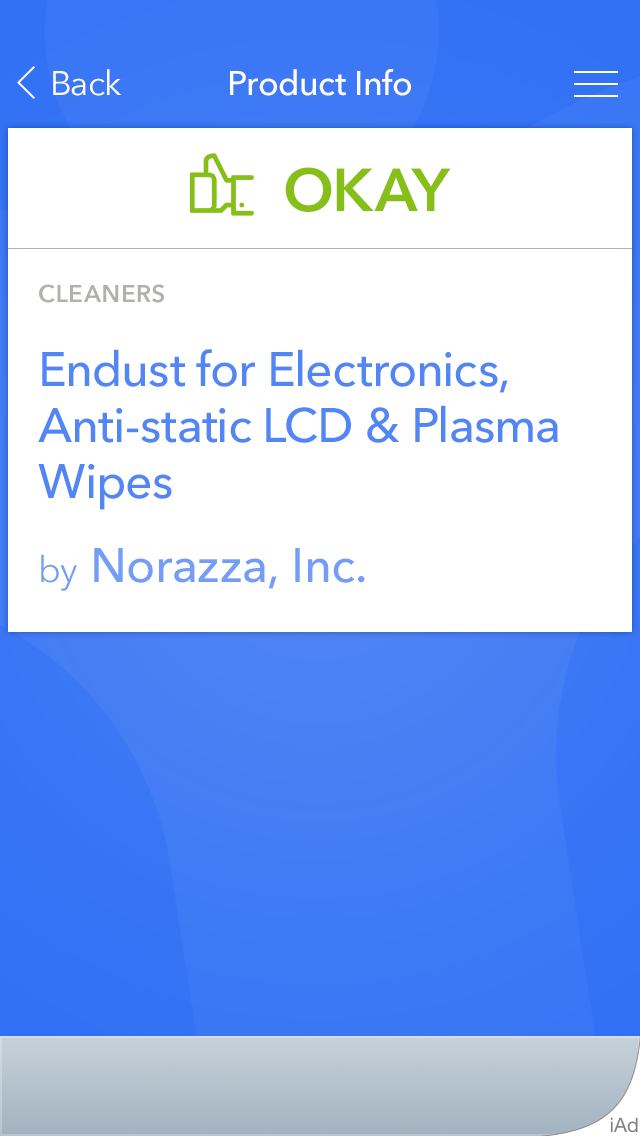 Back
Product Info
OKAY
CLEANERS
Endust for Electronics,
Anti-static LCD & Plasma
Wipes
by Norazza, Inc.
iAd